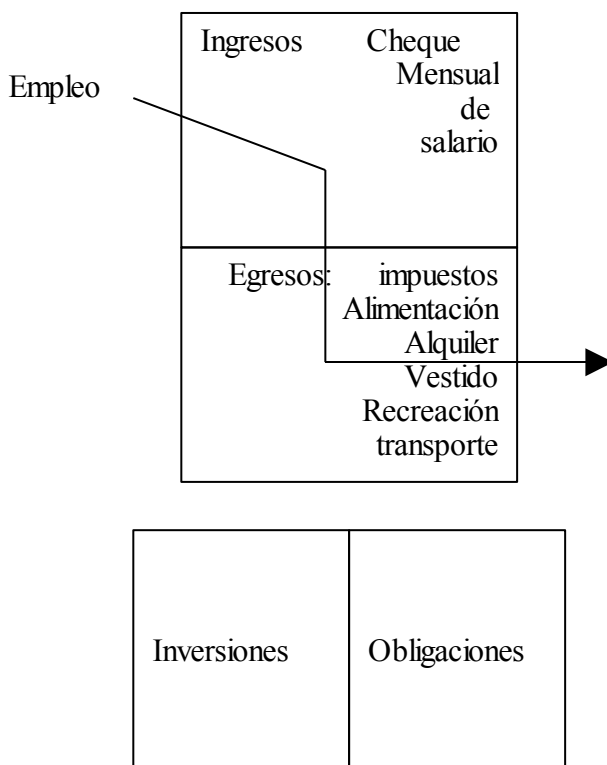 Ingresos Cheque
Mensual
de
salario
Empleo
Egresos: impuestos
Alimentación
Alquiler
Vestido
Recreación
transporte
Inversiones Obligaciones